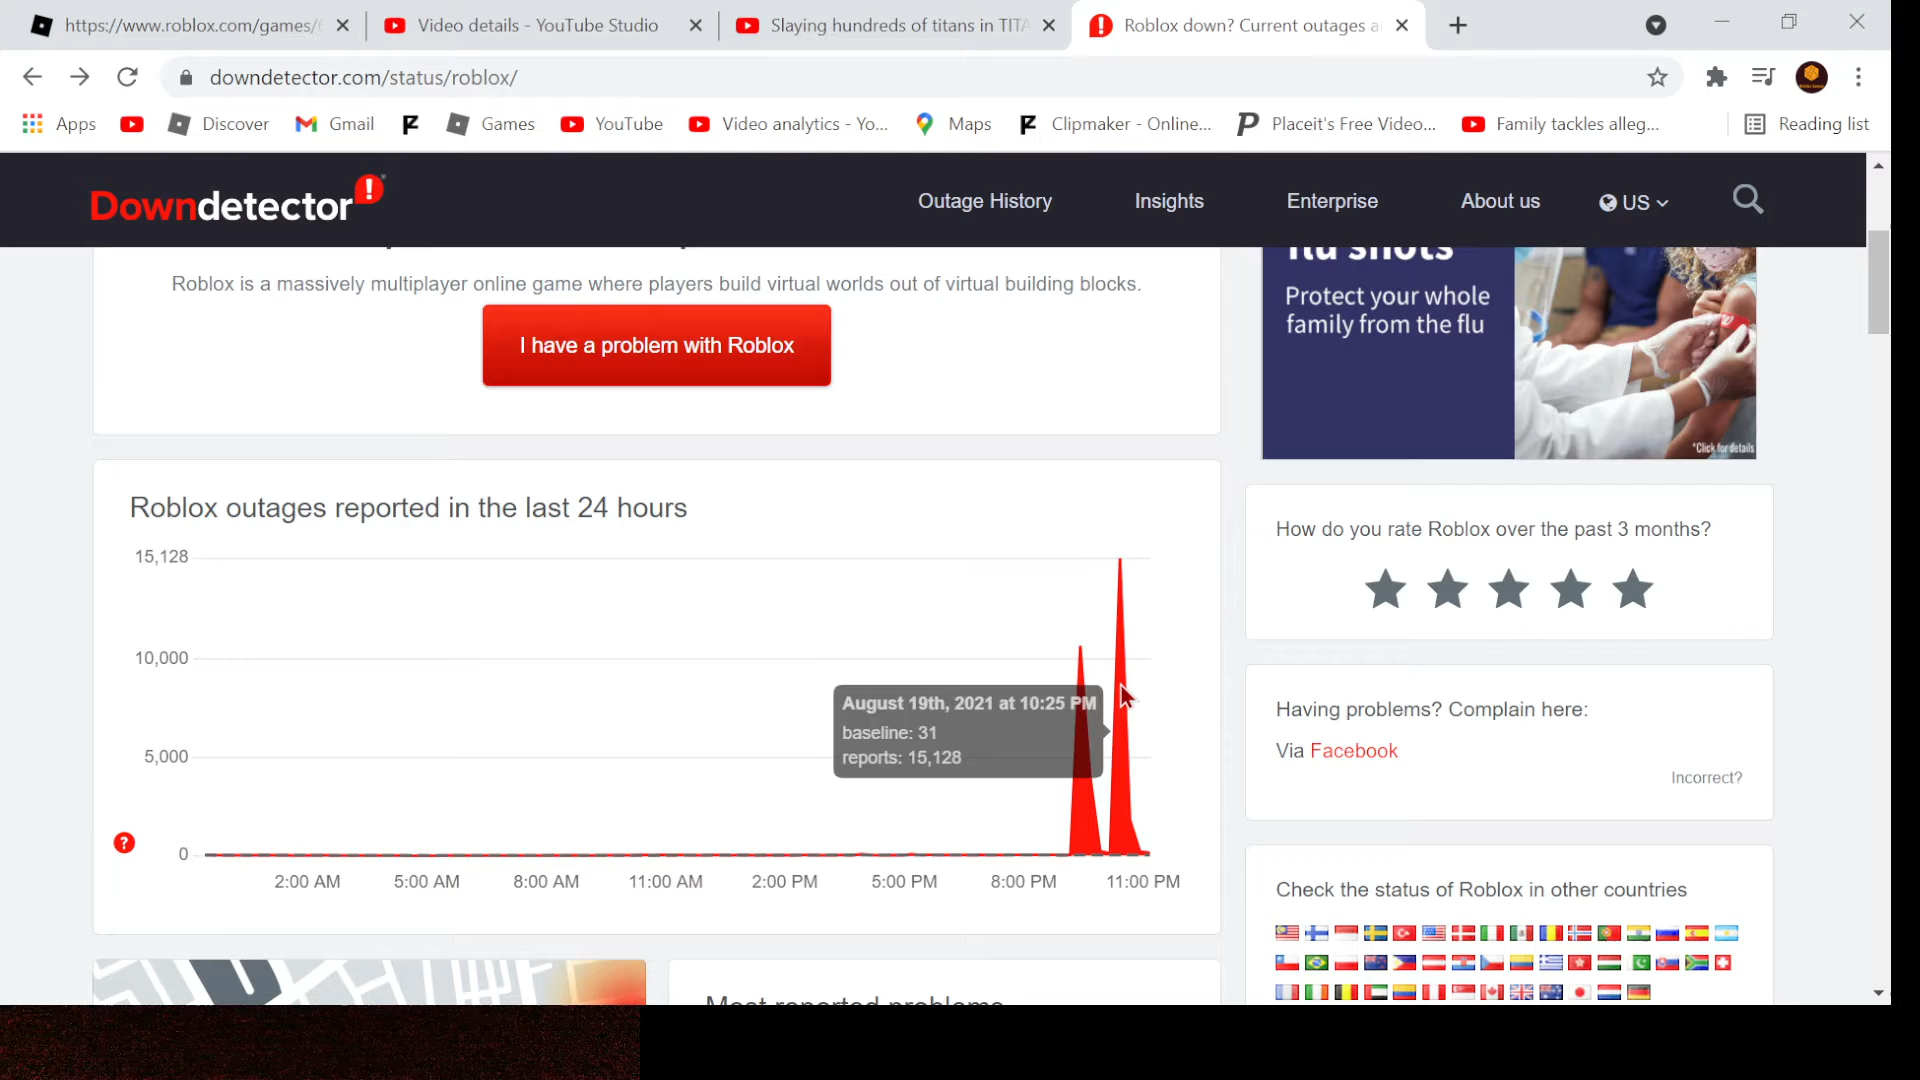 https://www.roblox.com/games/
Video details - YouTube Studio
Slaying hundreds of titans in TITA
Roblox down? Current outages a
downdetector.com/status/roblox/
Apps
Discover
Gmail
Games
YouTube
Video analytics - Yo...
Maps
Clipmaker - Online...
Placeit's Free Video...
Family tackles alleg...
Reading list
Downdetector
Outage History
Insights
Enterprise
About us
US
flu shots
Protect your whole
family from the flu
*Click for details
Roblox is a massively multiplayer online game where players build virtual worlds out of virtual building blocks.
I have a problem with Roblox
Roblox outages reported in the last 24 hours
15,128
10,000
5,000
0
?
August 19th, 2021 at 10:25 PM
baseline: 31
reports: 15,128
2:00 AM 5:00 AM 8:00 AM 11:00 AM 2:00 PM 5:00 PM 8:00 PM 11:00 PM
How do you rate Roblox over the past 3 months?
Having problems? Complain here:
Via Facebook
Incorrect?
Check the status of Roblox in other countries
Most reported problems